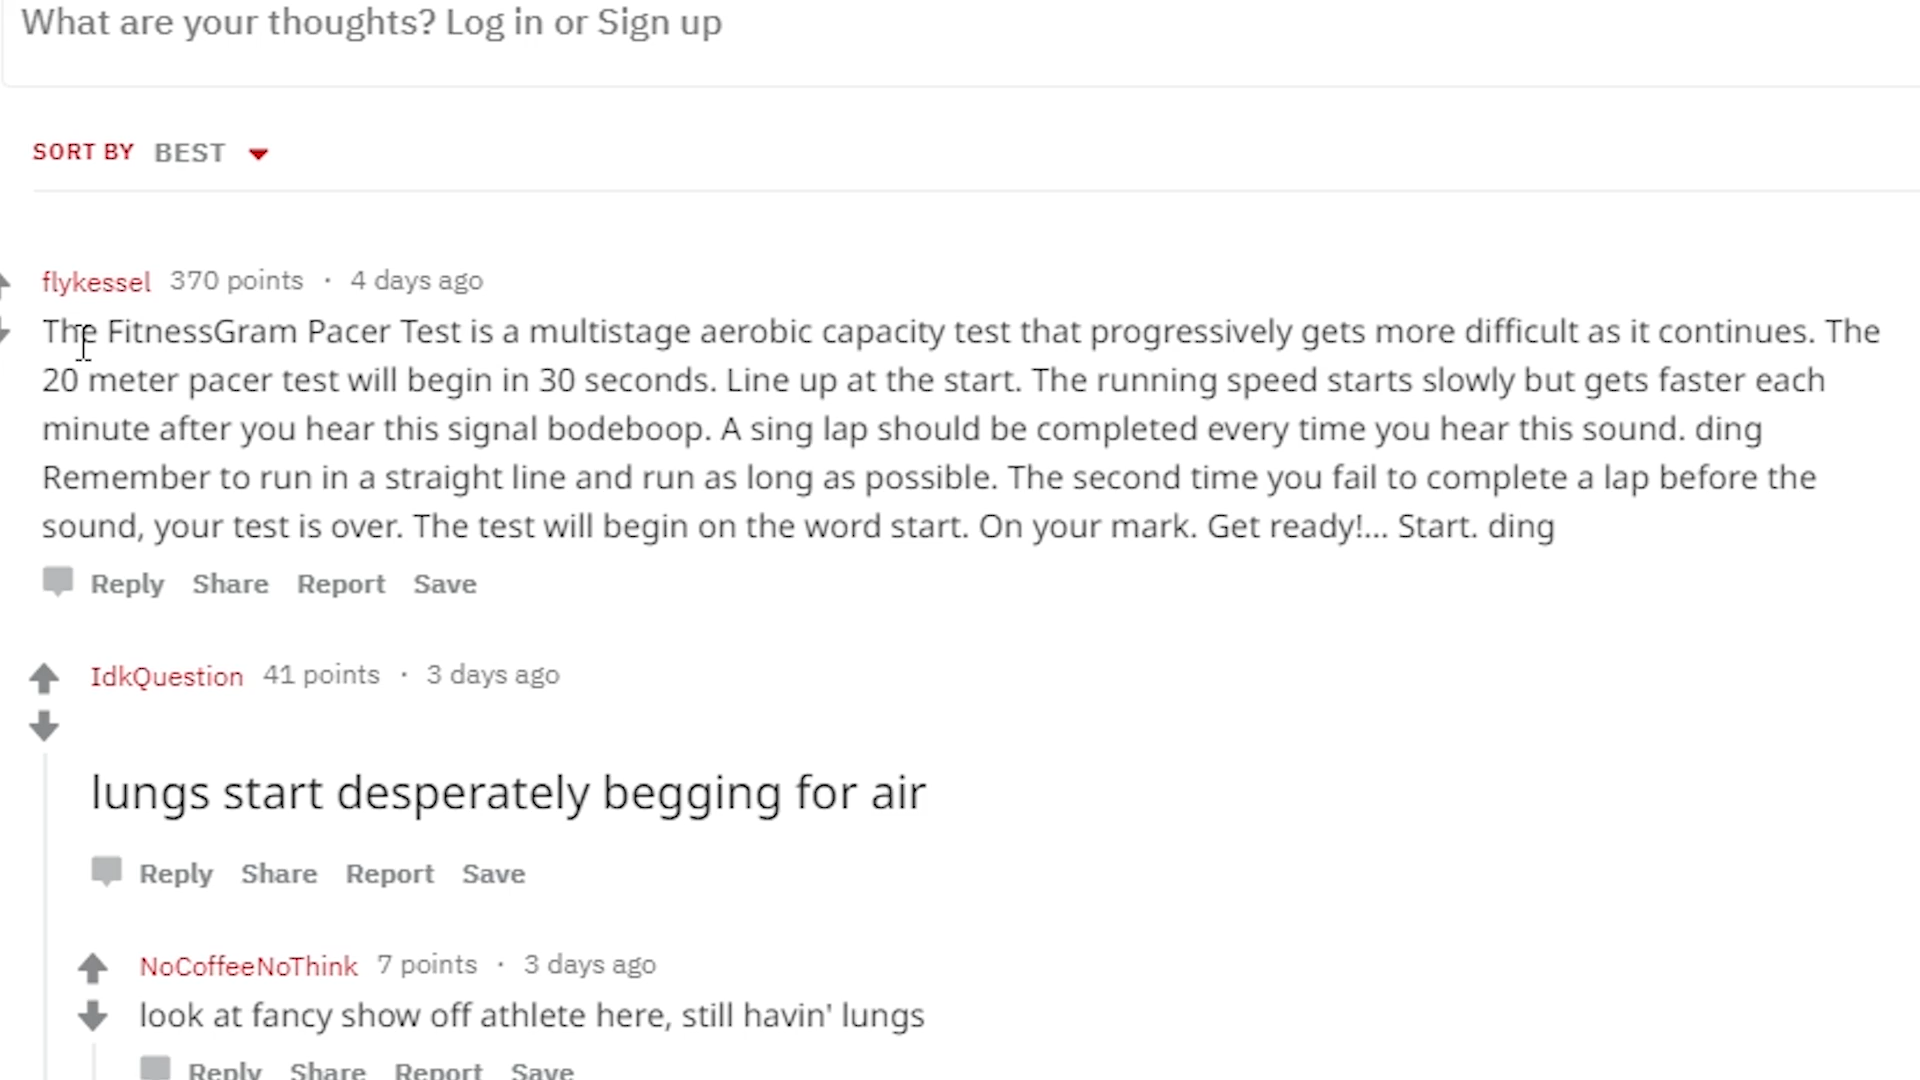 What are your thoughts? Log in or Sign up
SORT BY BEST
flykessel 370 points · 4 days ago
The FitnessGram Pacer Test is a multistage aerobic capacity test that progressively gets more difficult as it continues. The
20 meter pacer test will begin in 30 seconds. Line up at the start. The running speed starts slowly but gets faster each
minute after you hear this signal bodeboop. A sing lap should be completed every time you hear this sound. ding
Remember to run in a straight line and run as long as possible. The second time you fail to complete a lap before the
sound, your test is over. The test will begin on the word start. On your mark. Get ready!... Start. ding
Reply Share Report Save
IdkQuestion 41 points · 3 days ago
lungs start desperately begging for air
Reply Share Report Save
NoCoffeeNoThink 7 points · 3 days ago
look at fancy show off athlete here, still havin' lungs
Reply Share Report Save